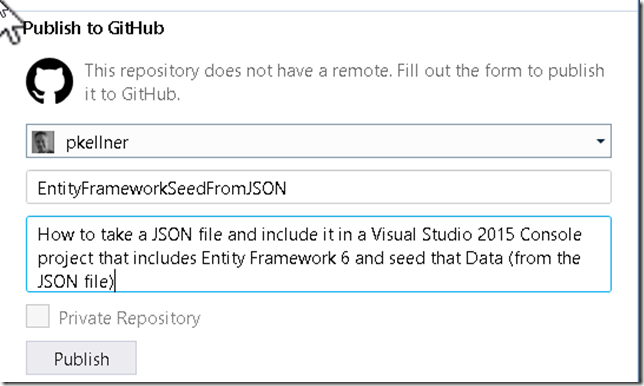 Publish to GitHub
This repository does not have a remote. Fill out the form to publish
it to GitHub.
pkellner
EntityFrameworkSeedFromJSON
How to take a JSON file and include it in a Visual Studio 2015 Console
project that includes Entity Framework 6 and seed that Data (from the
JSON file)
Private Repository
Publish